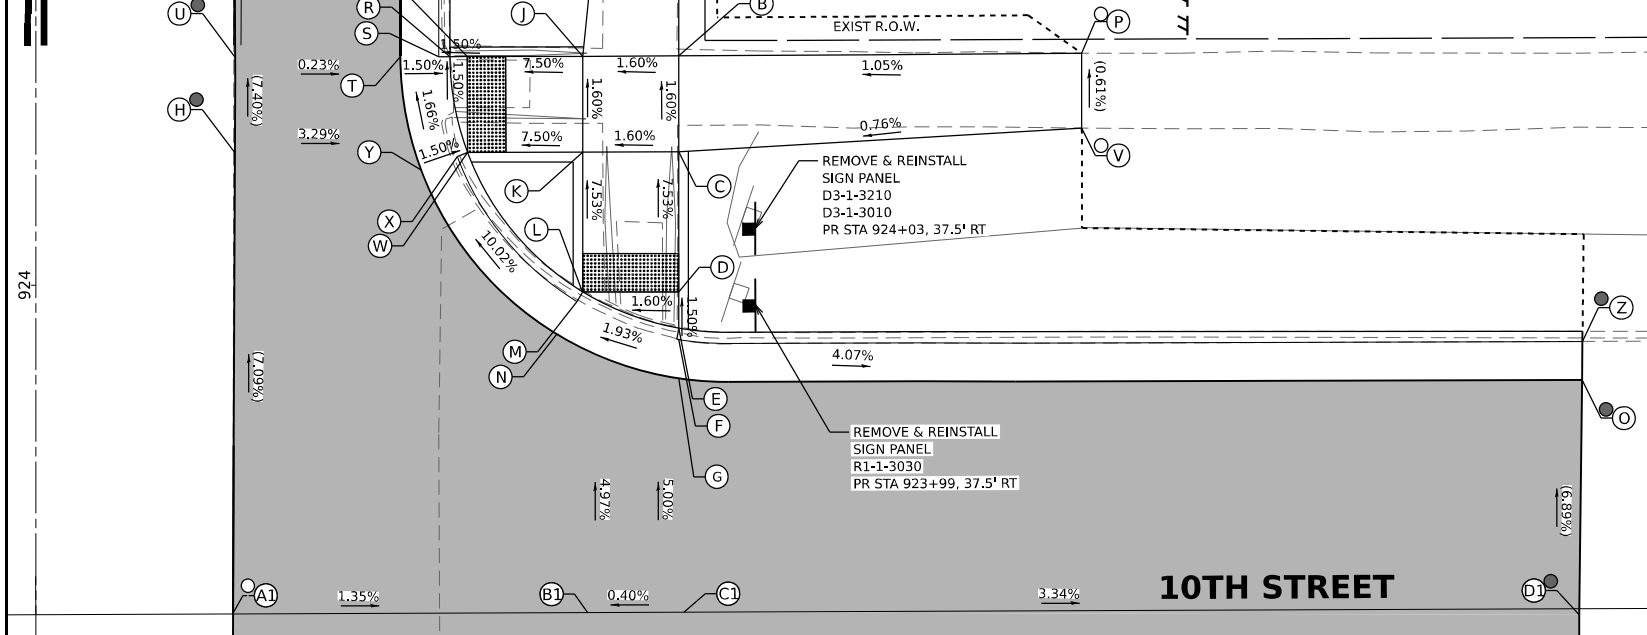 U
R
S
J
B
P
EXIST R.O.W.
1.50%
0.23%
1.50%
1.50%
7.50%
1.60%
1.05%
T
(7.40%)
1.66%
1.60%
1.60%
(0.61%)
H
3.29%
Y
1.50%
7.50%
1.60%
0.76%
V
X
W
K
C
7.53%
7.53%
REMOVE & REINSTALL
SIGN PANEL
D3-1-3210
D3-1-3010
PR STA 924+03, 37.5' RT
L
10.02%
D
924
1.60%
1.50%
Z
1.93%
M
N
4.07%
(7.09%)
E
F
G
O
REMOVE & REINSTALL
SIGN PANEL
R1-1-3030
PR STA 923+99, 37.5' RT
4.97%
5.00%
(6.89%)
A1
1.35%
B1
0.40%
C1
3.34%
10TH STREET
D1